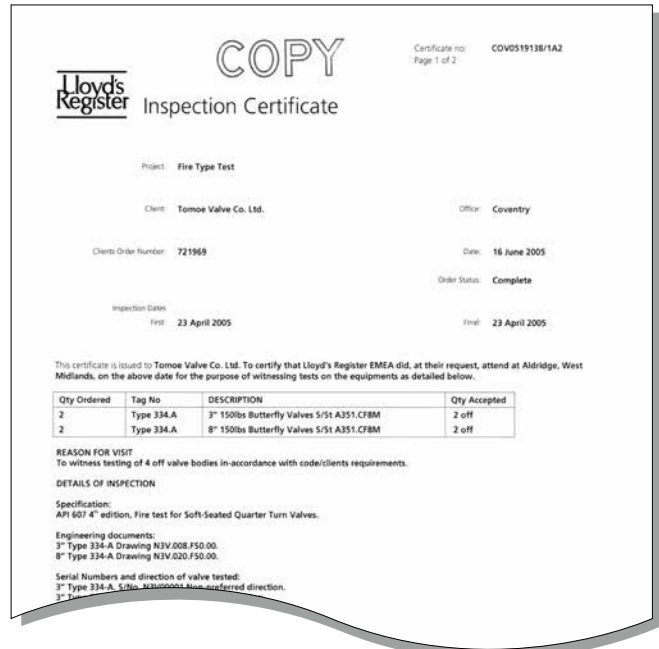 COPY
Certificate no: COV0519138/1A2
Page 1 of 2
Lloyd's
Register
Inspection Certificate
Project: Fire Type Test
Client: Tomoe Valve Co. Ltd.
Office: Coventry
Clients Order Number: 721969
Date: 16 June 2005
Order Status: Complete
Inspection Dates
First: 23 April 2005
Final: 23 April 2005
This certificate is issued to Tomoe Valve Co. Ltd. To certify that Lloyd's Register EMEA did, at their request, attend at Aldridge, West
Midlands, on the above date for the purpose of witnessing tests on the equipments as detailed below.
Qty Ordered Tag No DESCRIPTION Qty Accepted
2 Type 334.A 3" 150lbs Butterfly Valves S/St A351.CF8M 2 off
2 Type 334.A 8" 150lbs Butterfly Valves S/St A351.CF8M 2 off
REASON FOR VISIT
To witness testing of 4 off valve bodies in-accordance with code/clients requirements.
DETAILS OF INSPECTION
Specification:
API 607 4th edition, Fire test for Soft-Seated Quarter Turn Valves.
Engineering documents:
3" Type 334-A Drawing N3V.008.F50.00.
8" Type 334-A Drawing N3V.020.F50.00.
Serial Numbers and direction of valve tested:
3" Type 334-A. S/No. N3V00001 Non-preferred direction.
3"